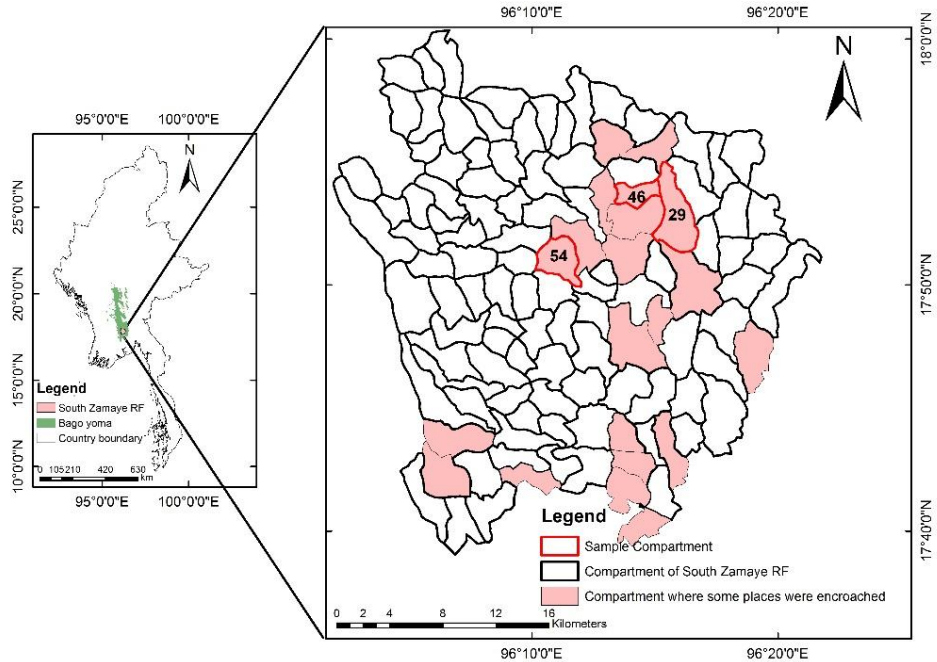 95°0'0"E 100°0'0"E
N
25°0'0"N
20°0'0"N
15°0'0"N
10°0'0"N
Legend
South Zamaye RF
Bago yoma
Country boundary
0 105 210 420 630
km
95°0'0"E 100°0'0"E
96°10'0"E 96°20'0"E
18°0'0"N
17°50'0"N
17°40'0"N
N
46
29
54
Legend
Sample Compartment
Compartment of South Zamaye RF
Compartment where some places were encroached
0 2 4 8 12 16
Kilometers
96°10'0"E 96°20'0"E